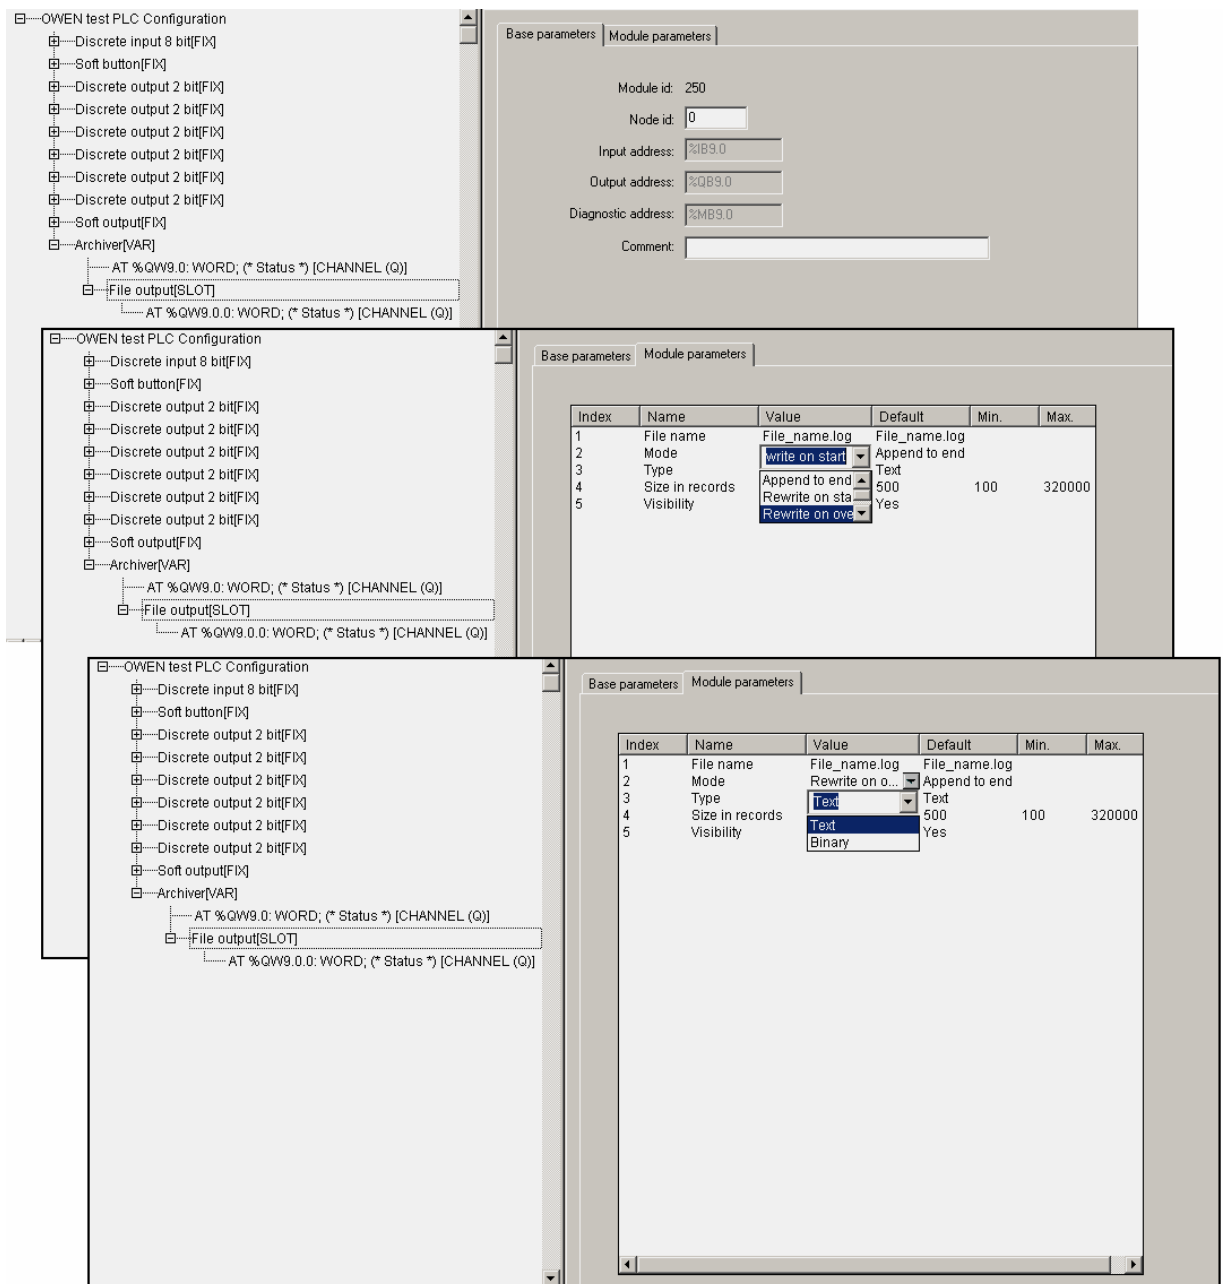 OWEN test PLC Configuration
Discrete input 8 bit[FIX]
Soft button[FIX]
Discrete output 2 bit[FIX]
Discrete output 2 bit[FIX]
Discrete output 2 bit[FIX]
Discrete output 2 bit[FIX]
Discrete output 2 bit[FIX]
Discrete output 2 bit[FIX]
Soft output[FIX]
Archiver[VAR]
AT %QW9.0: WORD; (* Status *) [CHANNEL (Q)]
File output[SLOT]
AT %QW9.0.0: WORD; (* Status *) [CHANNEL (Q)]
Base parameters Module parameters
Module id: 250
Node id: 0
Input address: %IB9.0
Output address: %QB9.0
Diagnostic address: %MB9.0
Comment:
OWEN test PLC Configuration
Discrete input 8 bit[FIX]
Soft button[FIX]
Discrete output 2 bit[FIX]
Discrete output 2 bit[FIX]
Discrete output 2 bit[FIX]
Discrete output 2 bit[FIX]
Discrete output 2 bit[FIX]
Discrete output 2 bit[FIX]
Soft output[FIX]
Archiver[VAR]
AT %QW9.0: WORD; (* Status *) [CHANNEL (Q)]
File output[SLOT]
AT %QW9.0.0: WORD; (* Status *) [CHANNEL (Q)]
Base parameters Module parameters
Index Name Value Default Min. Max.
1 File name File_name.log File_name.log
2 Mode write on start Append to end
3 Type Text
4 Size in records Append to end 500 100 320000
5 Visibility Rewrite on sta Yes
Rewrite on ove
OWEN test PLC Configuration
Discrete input 8 bit[FIX]
Soft button[FIX]
Discrete output 2 bit[FIX]
Discrete output 2 bit[FIX]
Discrete output 2 bit[FIX]
Discrete output 2 bit[FIX]
Discrete output 2 bit[FIX]
Discrete output 2 bit[FIX]
Soft output[FIX]
Archiver[VAR]
AT %QW9.0: WORD; (* Status *) [CHANNEL (Q)]
File output[SLOT]
AT %QW9.0.0: WORD; (* Status *) [CHANNEL (Q)]
Base parameters Module parameters
Index Name Value Default Min. Max.
1 File name File_name.log File_name.log
2 Mode Rewrite on o... Append to end
3 Type Text Text
4 Size in records 500 100 320000
5 Visibility Text Yes
Binary